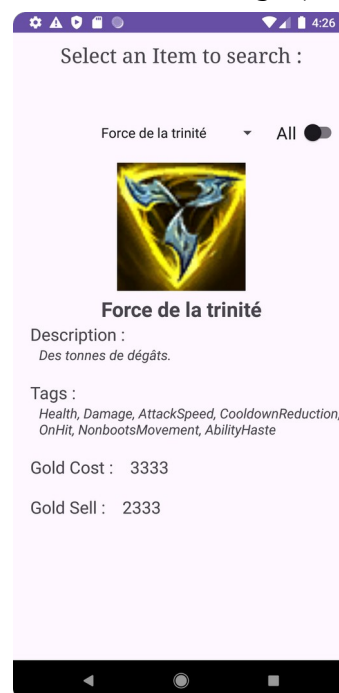 4:26
Select an Item to search :
Force de la trinité
All
Force de la trinité
Description :
Des tonnes de dégâts.
Tags :
Health, Damage, AttackSpeed, CooldownReduction,
OnHit, NonbootsMovement, AbilityHaste
Gold Cost : 3333
Gold Sell : 2333